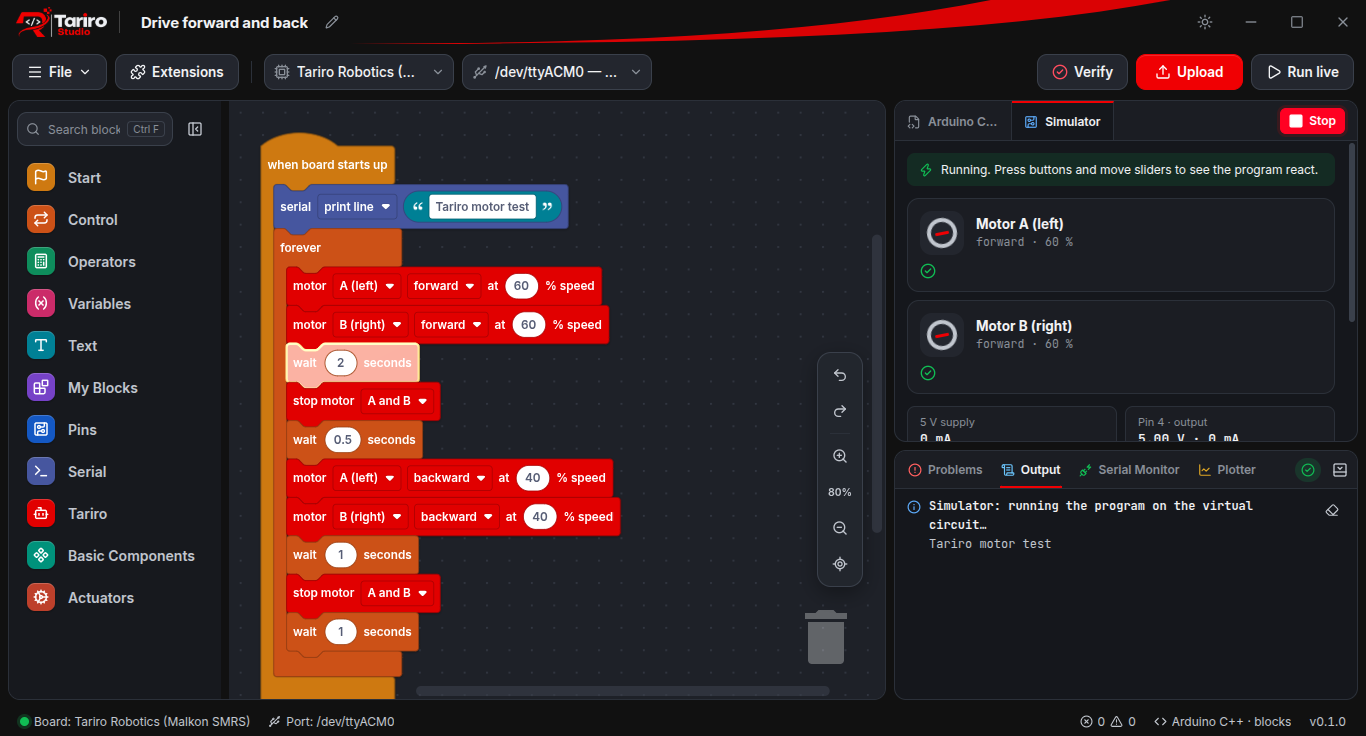 Tariro
Studio
Drive forward and back
File
Extensions
Tariro Robotics (...
/dev/ttyACM0 — ...
Verify
Upload
Run live
Search block
Ctrl F
Start
Control
Operators
Variables
Text
My Blocks
Pins
Serial
Tariro
Basic Components
Actuators
when board starts up
serial print line “ Tariro motor test ”
forever
motor A (left) forward at 60 % speed
motor B (right) forward at 60 % speed
wait 2 seconds
stop motor A and B
wait 0.5 seconds
motor A (left) backward at 40 % speed
motor B (right) backward at 40 % speed
wait 1 seconds
stop motor A and B
wait 1 seconds
80%
Arduino C...
Simulator
Stop
Running. Press buttons and move sliders to see the program react.
Motor A (left)
forward · 60 %
Motor B (right)
forward · 60 %
5 V supply
0 mA
Pin 4 · output
5.00 V · 0 mA
Problems
Output
Serial Monitor
Plotter
Simulator: running the program on the virtual
circuit…
Tariro motor test
Board: Tariro Robotics (Malkon SMRS)
Port: /dev/ttyACM0
0
0
Arduino C++ · blocks
v0.1.0